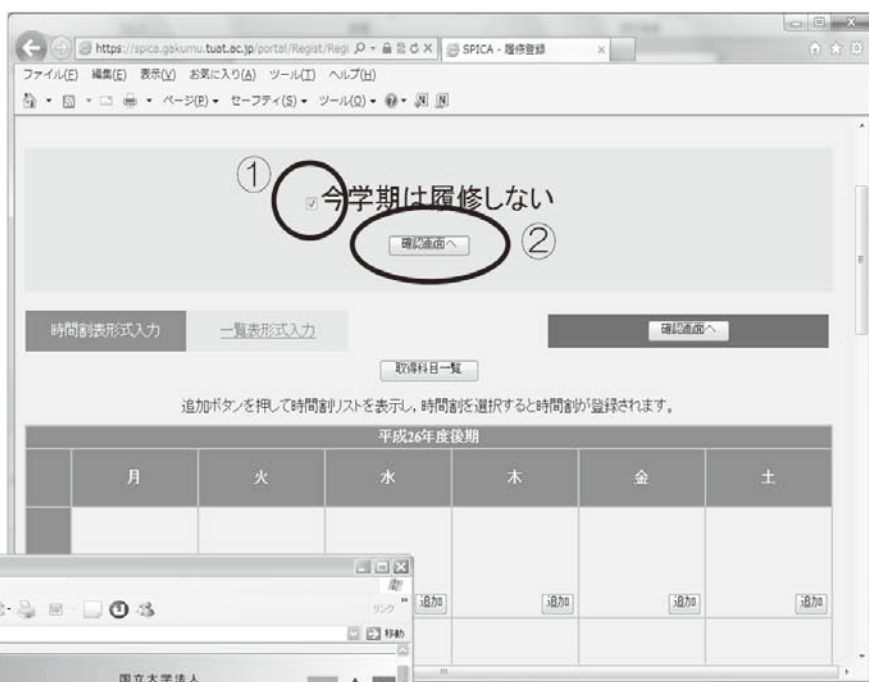 https://spica.gakumu.tuat.ac.jp/portal/Regist/Regi
SPICA - 履修登録
ファイル(F) 編集(E) 表示(V) お気に入り(A) ツール(T) ヘルプ(H)
ページ(P) セーフティ(S) ツール(O)
①
今学期は履修しない
確認画面へ
②
時間割表形式入力 一覧表形式入力 確認画面へ
取得科目一覧
追加ボタンを押して時間割リストを表示し，時間割を選択すると時間割が登録されます。
平成26年度後期
月 火 水 木 金 土
追加 追加 追加 追加
リンク »
移動
国立大学法人